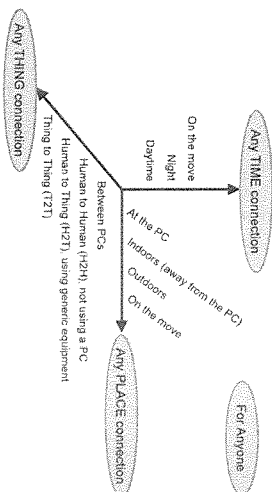 Any TIME connection
For Anyone
On the move
Night
Daytime
At the PC
Indoors (away from the PC)
Outdoors
On the move
Any PLACE connection
Between PCs
Human to Human (H2H), not using a PC
Human to Thing (H2T), using generic equipment
Thing to Thing (T2T)
Any THING connection